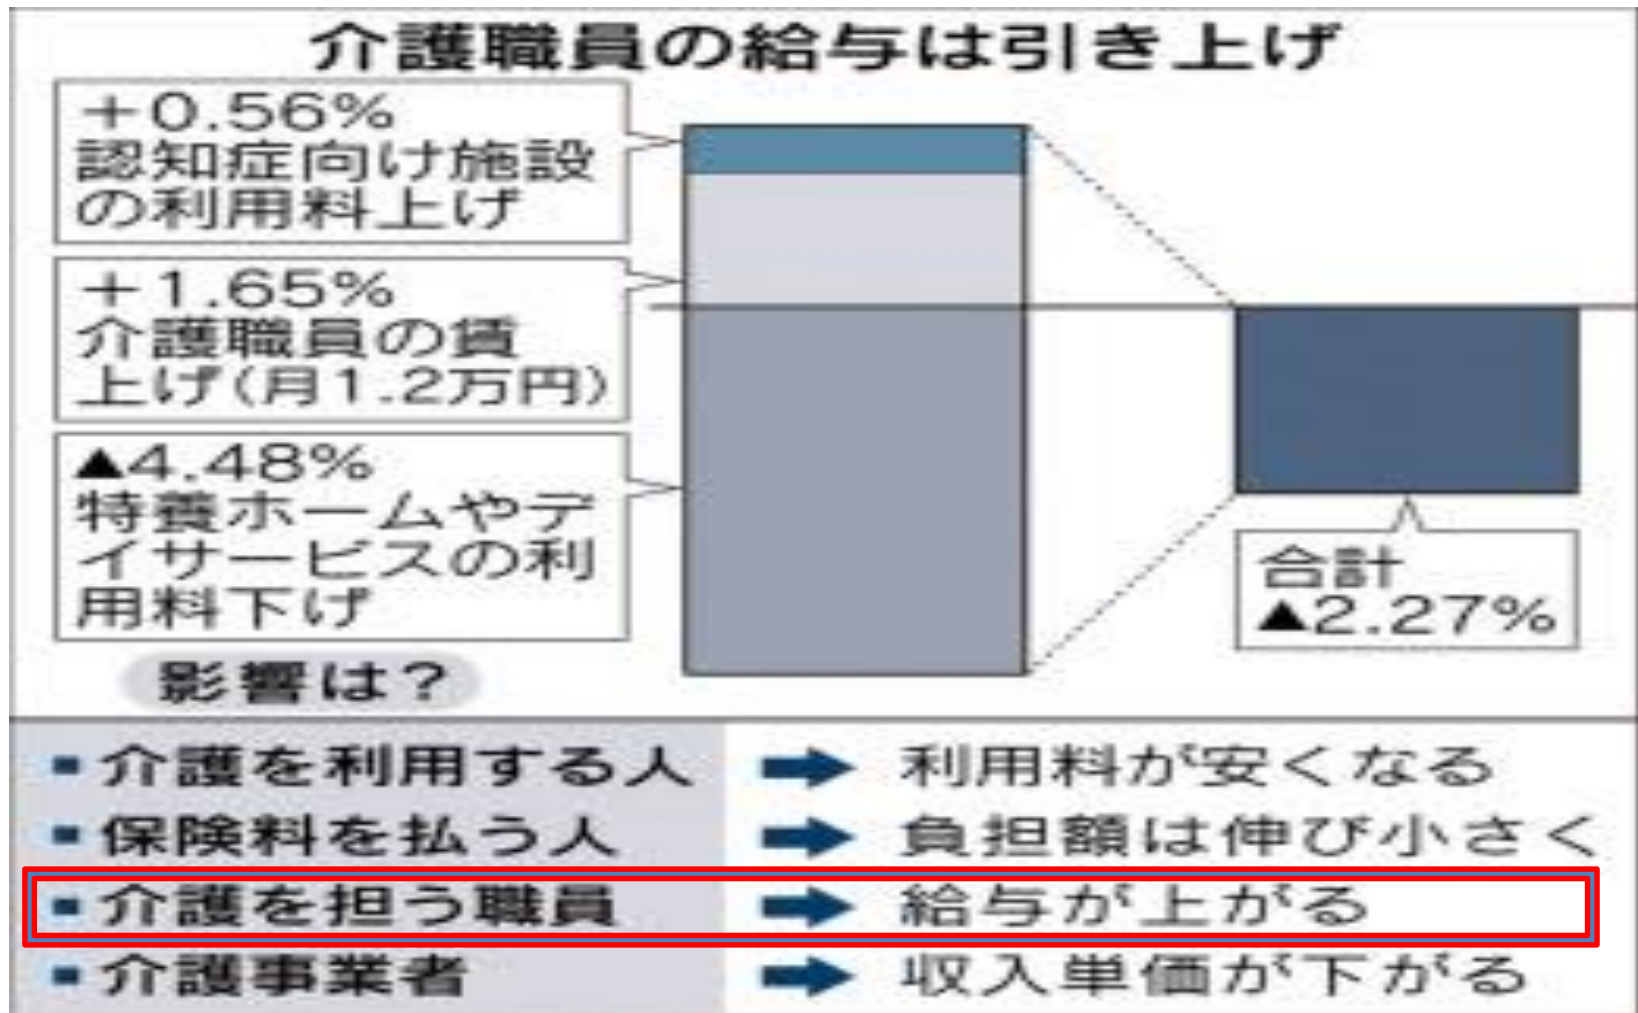 介護職員の給与は引き上げ
+0.56%
認知症向け施設
の利用料上げ
+1.65%
介護職員の賃
上げ(月1.2万円)
▲4.48%
特養ホームやデ
イサービスの利
用料下げ
合計
▲2.27%
影響は?
▪介護を利用する人 ➡ 利用料が安くなる
▪保険料を払う人 ➡ 負担額は伸び小さく
▪介護を担う職員 ➡ 給与が上がる
▪介護事業者 ➡ 収入単価が下がる